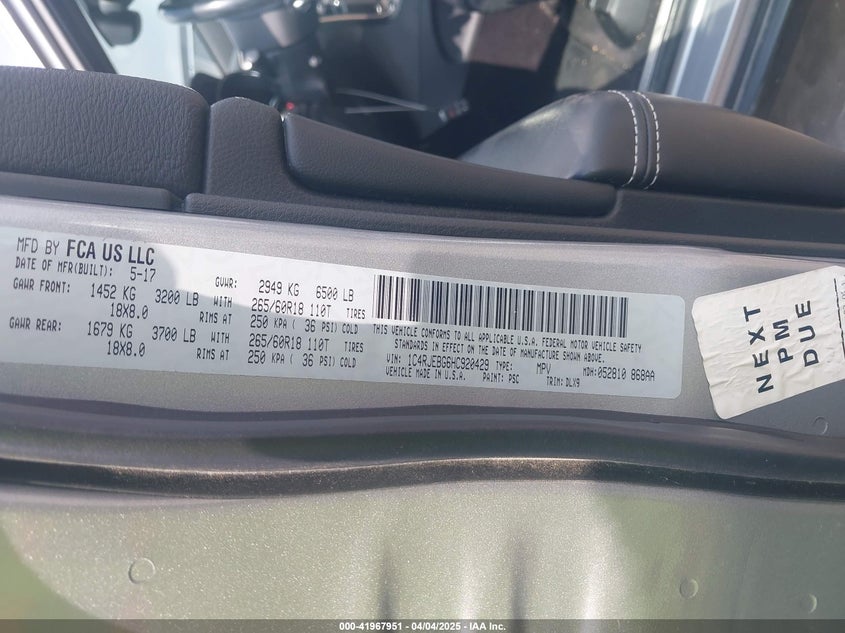 MFD BY FCA US LLC
DATE OF MFR(BUILT): 5-17 GVWR: 2949 KG 6500 LB
GAWR FRONT: 1452 KG 3200 LB WITH 265/60R18 110T TIRES
18X8.0 RIMS AT 250 KPA ( 36 PSI) COLD
GAWR REAR: 1679 KG 3700 LB WITH 265/60R18 110T TIRES
18X8.0 RIMS AT 250 KPA ( 36 PSI) COLD
THIS VEHICLE CONFORMS TO ALL APPLICABLE U.S.A. FEDERAL MOTOR VEHICLE SAFETY
STANDARDS IN EFFECT ON THE DATE OF MANUFACTURE SHOWN ABOVE.
VIN: 1C4RJEBG6HC920429 TYPE: MPV MDH: 052810 868AA
VEHICLE MADE IN U.S.A. PAINT: PSC TRIM: DLX9
NEXT
PM
DUE
000-41967951 | 04/04/2025 - IAA Inc.